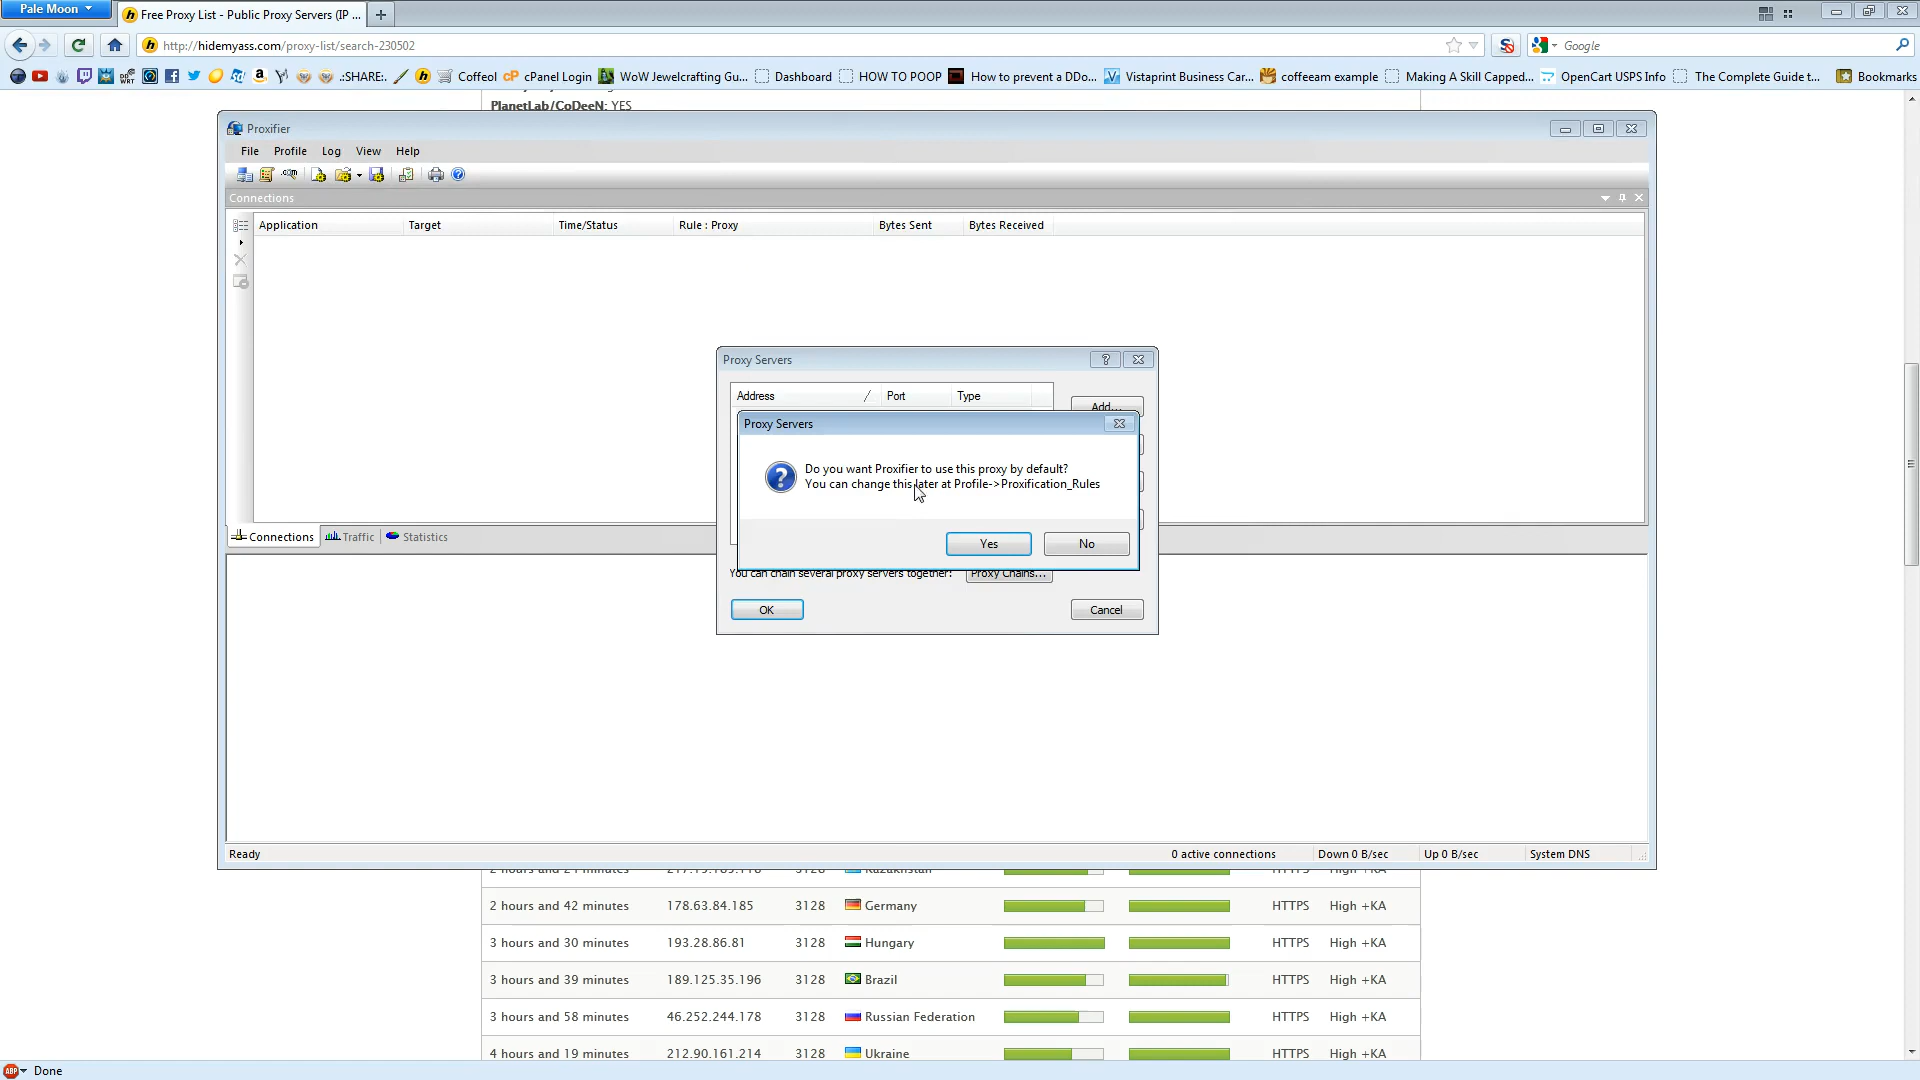 Pale Moon
Free Proxy List - Public Proxy Servers (IP ...
http://hidemyass.com/proxy-list/search-230502
Google
.:SHARE:.
Coffeol
cPanel Login
WoW Jewelcrafting Gu...
Dashboard
HOW TO POOP
How to prevent a DDo...
Vistaprint Business Car...
coffeeam example
Making A Skill Capped...
OpenCart USPS Info
The Complete Guide t...
Bookmarks
PlanetLab/CoDeeN: YES
Proxifier
File Profile Log View Help
Connections
Application Target Time/Status Rule : Proxy Bytes Sent Bytes Received
Proxy Servers
Address Port Type
Add...
Proxy Servers
Do you want Proxifier to use this proxy by default?
You can change this later at Profile->Proxification_Rules
Yes No
You can chain several proxy servers together: Proxy Chains...
OK Cancel
Connections Traffic Statistics
Ready 0 active connections Down 0 B/sec Up 0 B/sec System DNS
2 hours and 42 minutes 178.63.84.185 3128 Germany HTTPS High +KA
3 hours and 30 minutes 193.28.86.81 3128 Hungary HTTPS High +KA
3 hours and 39 minutes 189.125.35.196 3128 Brazil HTTPS High +KA
3 hours and 58 minutes 46.252.244.178 3128 Russian Federation HTTPS High +KA
4 hours and 19 minutes 212.90.161.214 3128 Ukraine HTTPS High +KA
ABP Done